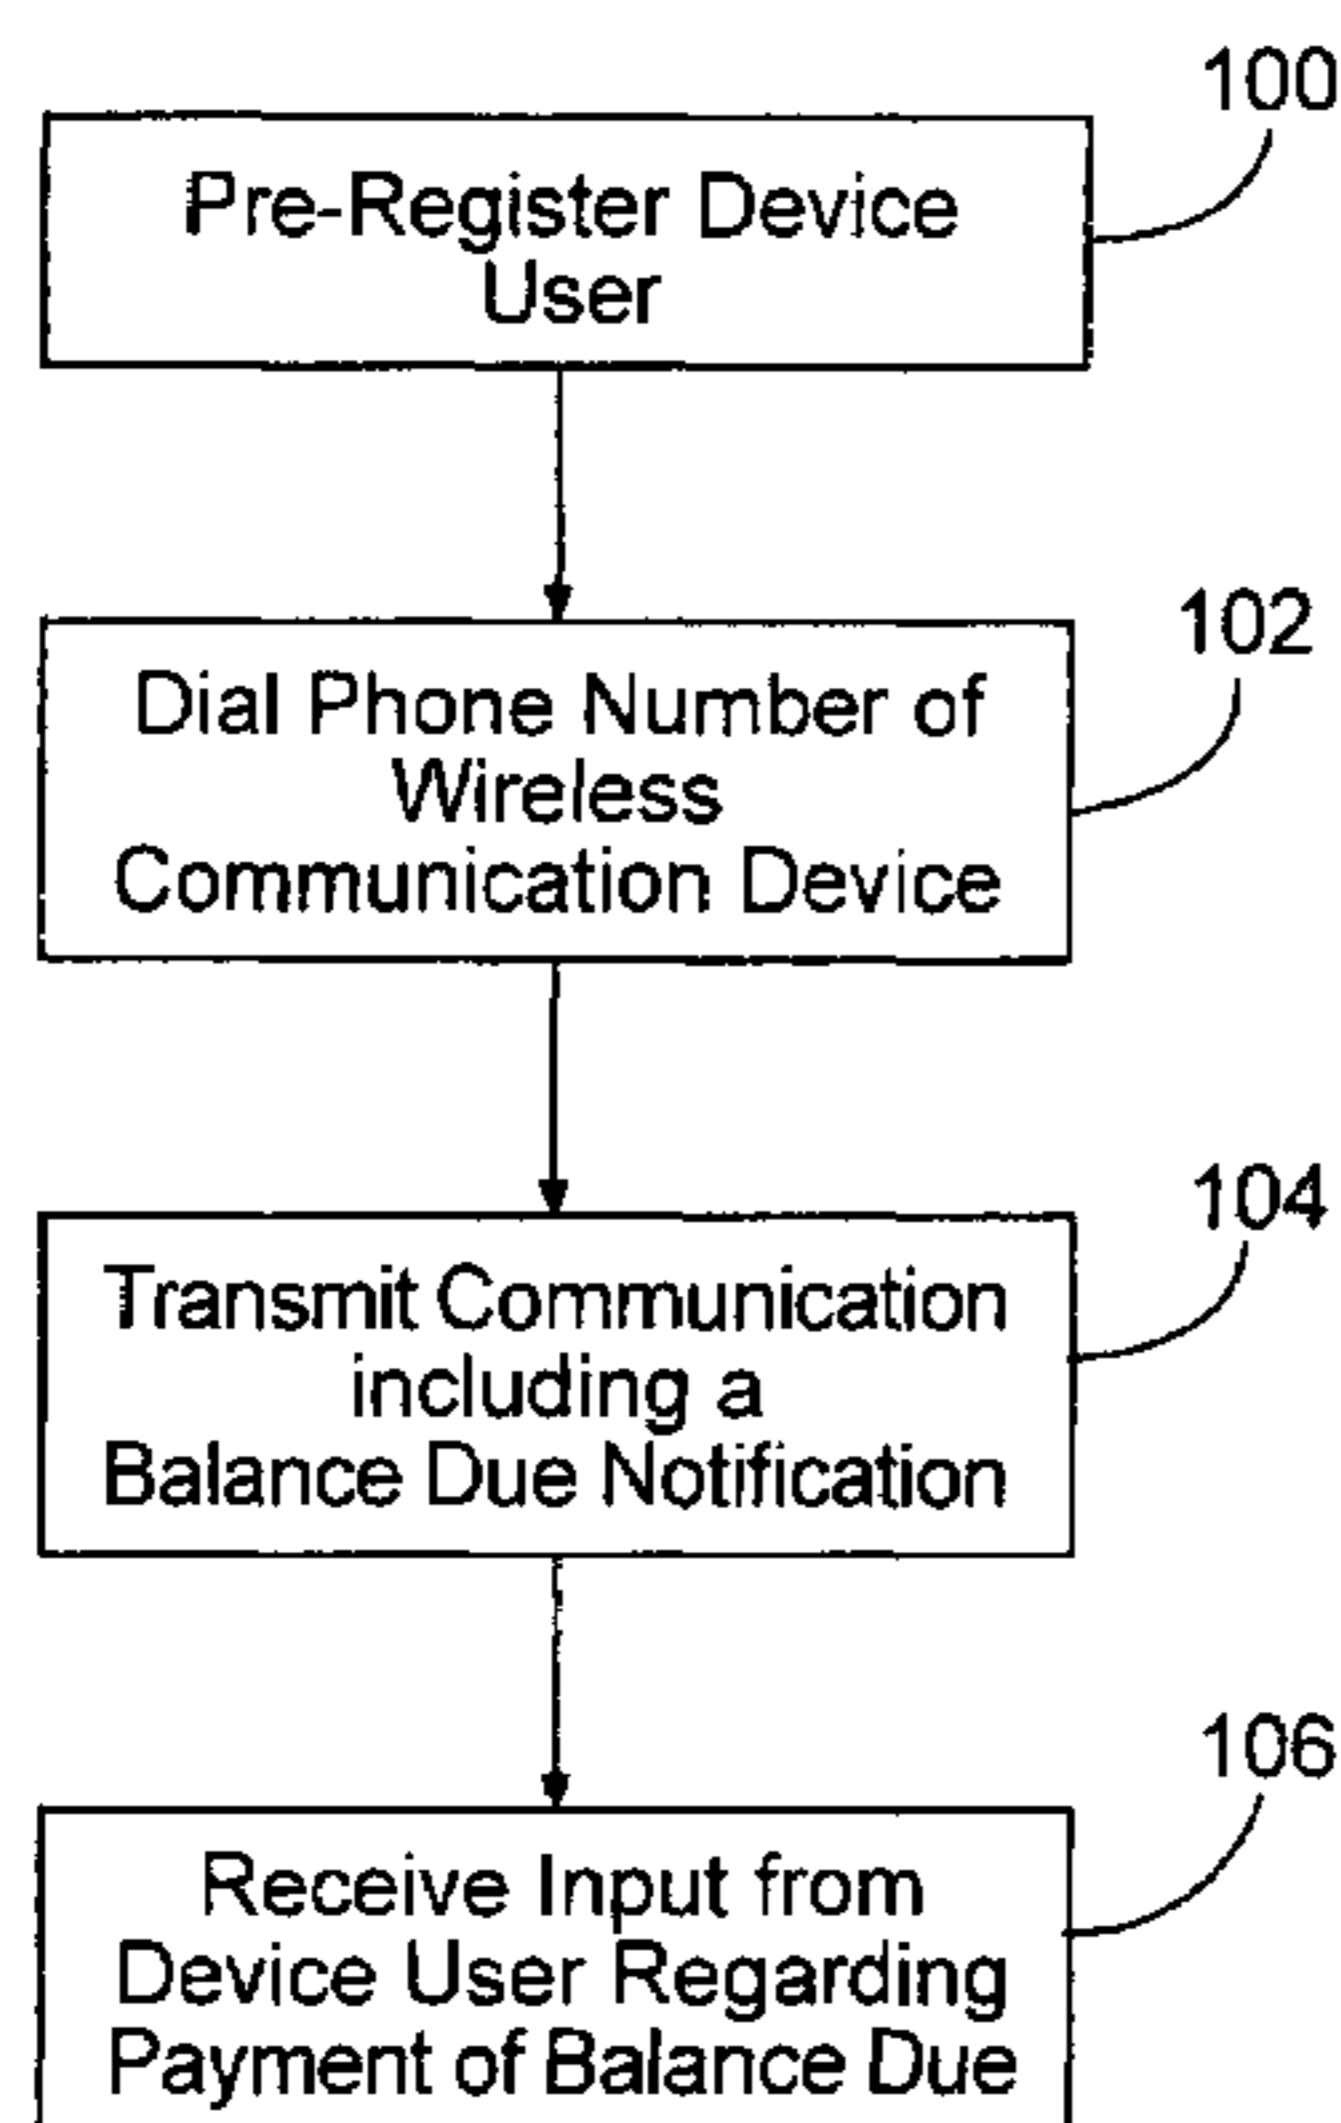 100
Pre-Register Device
User
102
Dial Phone Number of
Wireless
Communication Device
104
Transmit Communication
including a
Balance Due Notification
106
Receive Input from
Device User Regarding
Payment of Balance Due